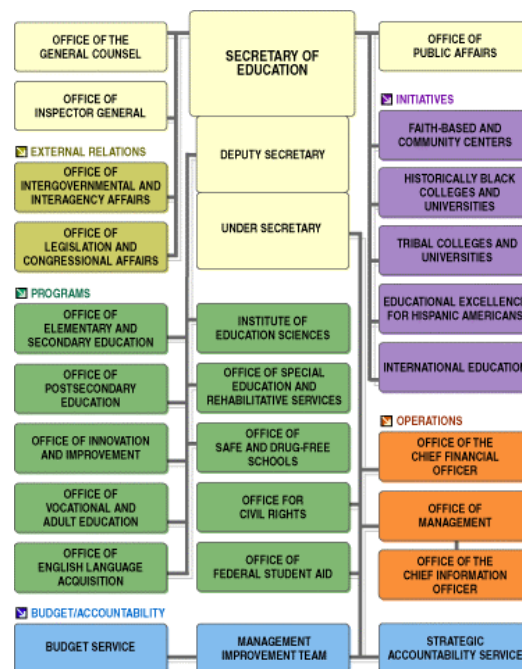 OFFICE OF THE
GENERAL COUNSEL
SECRETARY OF
EDUCATION
OFFICE OF
PUBLIC AFFAIRS
OFFICE OF
INSPECTOR GENERAL
INITIATIVES
FAITH-BASED AND
COMMUNITY CENTERS
DEPUTY SECRETARY
EXTERNAL RELATIONS
OFFICE OF
INTERGOVERNMENTAL AND
INTERAGENCY AFFAIRS
HISTORICALLY BLACK
COLLEGES AND
UNIVERSITIES
UNDER SECRETARY
OFFICE OF
LEGISLATION AND
CONGRESSIONAL AFFAIRS
TRIBAL COLLEGES AND
UNIVERSITIES
PROGRAMS
OFFICE OF
ELEMENTARY AND
SECONDARY EDUCATION
INSTITUTE OF
EDUCATION SCIENCES
EDUCATIONAL EXCELLENCE
FOR HISPANIC AMERICANS
OFFICE OF
POSTSECONDARY
EDUCATION
OFFICE OF SPECIAL
EDUCATION AND
REHABILITATIVE SERVICES
INTERNATIONAL EDUCATION
OPERATIONS
OFFICE OF INNOVATION
AND IMPROVEMENT
OFFICE OF
SAFE AND DRUG-FREE
SCHOOLS
OFFICE OF THE
CHIEF FINANCIAL
OFFICER
OFFICE OF
VOCATIONAL AND
ADULT EDUCATION
OFFICE FOR
CIVIL RIGHTS
OFFICE OF
MANAGEMENT
OFFICE OF
ENGLISH LANGUAGE
ACQUISITION
OFFICE OF
FEDERAL STUDENT AID
OFFICE OF THE
CHIEF INFORMATION
OFFICER
BUDGET/ACCOUNTABILITY
BUDGET SERVICE
MANAGEMENT
IMPROVEMENT TEAM
STRATEGIC
ACCOUNTABILITY SERVICE